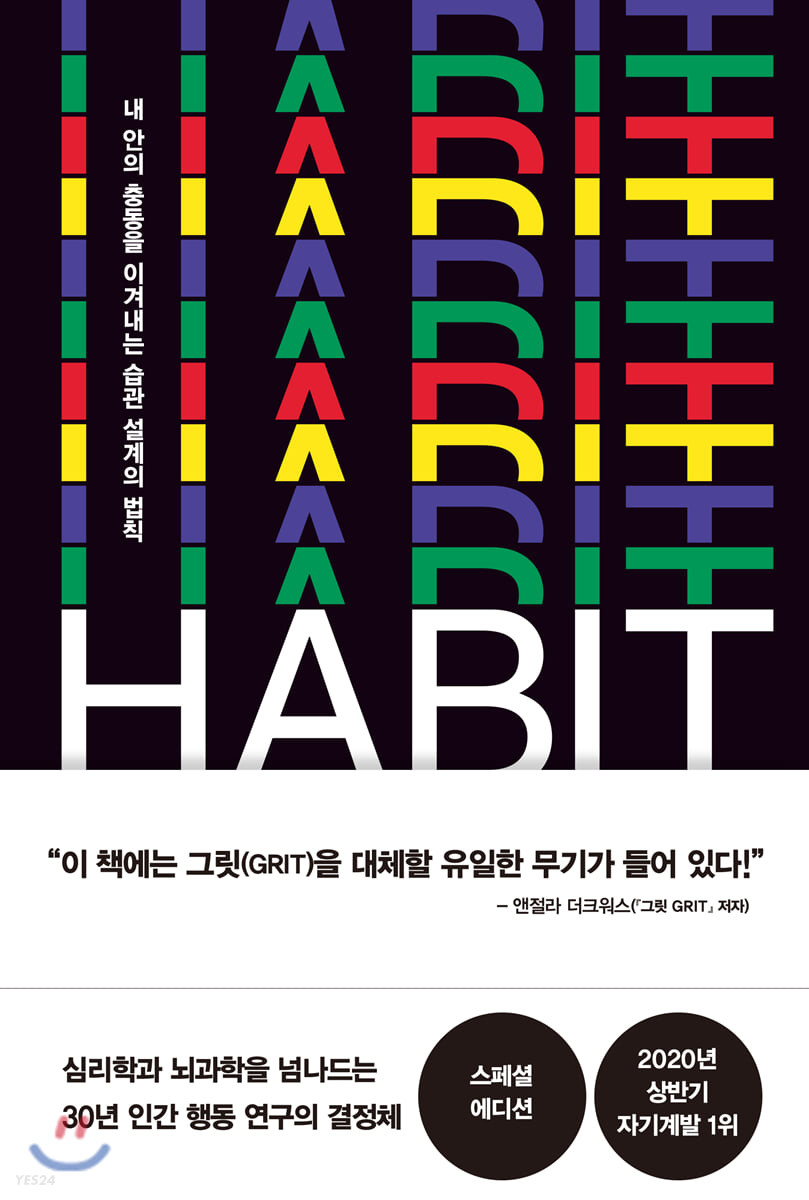 내 안의 충동을 이겨내는 습관 설계의 법칙
HABIT
“이 책에는 그릿(GRIT)을 대체할 유일한 무기가 들어 있다!”
– 앤절라 더크워스(『그릿 GRIT』 저자)
심리학과 뇌과학을 넘나드는
30년 인간 행동 연구의 결정체
스페셜
에디션
2020년
상반기
자기계발 1위
YES24